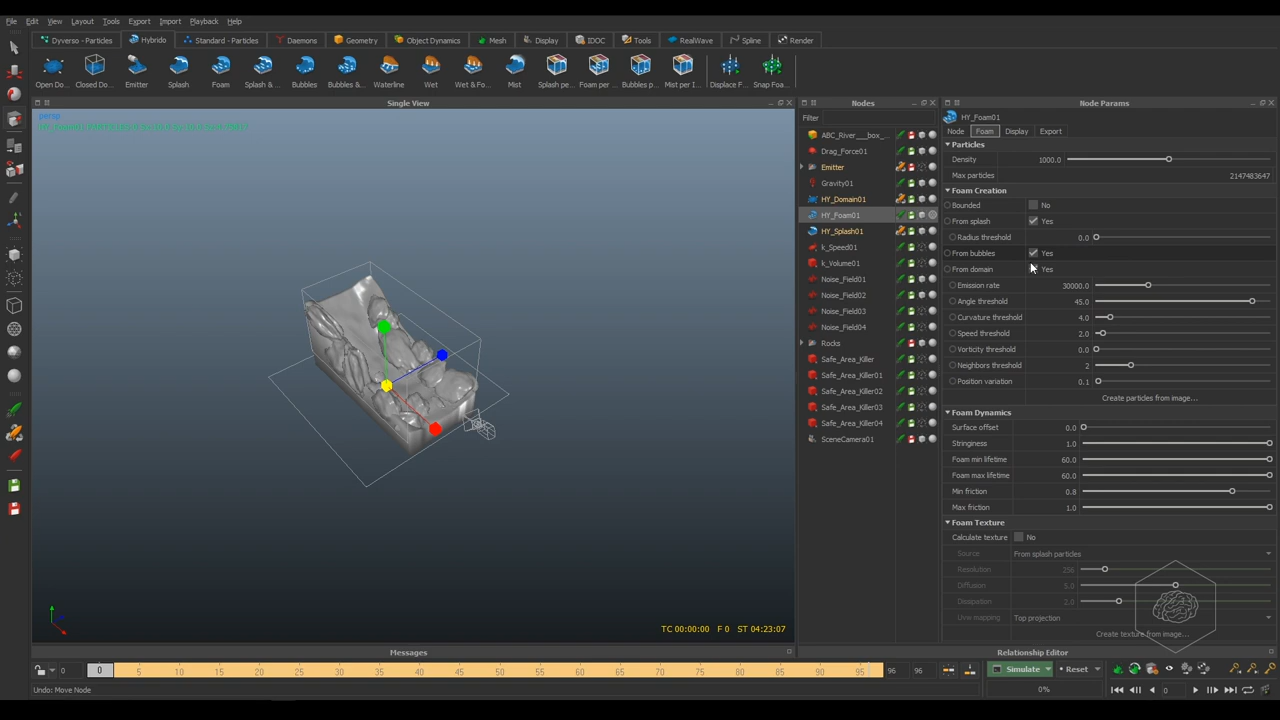 File Edit View Layout Tools Export Import Playback Help
Dyverso - Particles Hybrido Standard - Particles Daemons Geometry Object Dynamics Mesh Display IDOC Tools RealWave Spline Render
Open Do... Closed Do... Emitter Splash Foam Splash &... Bubbles Bubbles &... Waterline Wet Wet & Fo... Mist Splash pe... Foam per ... Bubbles p... Mist per I... Displace F... Snap Foa...
Single View
persp
Nodes
Filter
ABC_River___box_...
Drag_Force01
Emitter
Gravity01
HY_Domain01
HY_Foam01
HY_Splash01
k_Speed01
k_Volume01
Noise_Field01
Noise_Field02
Noise_Field03
Noise_Field04
Rocks
Safe_Area_Killer
Safe_Area_Killer01
Safe_Area_Killer02
Safe_Area_Killer03
Safe_Area_Killer04
SceneCamera01
Node Params
HY_Foam01
Node Foam Display Export
Particles
Density 1000.0
Max particles 2147483647
Foam Creation
Bounded No
From splash Yes
Radius threshold 0.0
From bubbles Yes
From domain Yes
Emission rate 30000.0
Angle threshold 45.0
Curvature threshold 4.0
Speed threshold 2.0
Vorticity threshold 0.0
Neighbors threshold 2
Position variation 0.1
Create particles from image...
Foam Dynamics
Surface offset 0.0
Stringiness 1.0
Foam min lifetime 60.0
Foam max lifetime 60.0
Min friction 0.8
Max friction 1.0
Foam Texture
Calculate texture No
Source From splash particles
Resolution 256
Diffusion 5.0
Dissipation 2.0
Uvw mapping Top projection
Create texture from image...
TC 00:00:00 F 0 ST 04:23:07
Messages
Relationship Editor
0 0 5 10 15 20 25 30 35 40 45 50 55 60 65 70 75 80 85 90 95 96 96
Simulate Reset
Undo: Move Node
0%
0